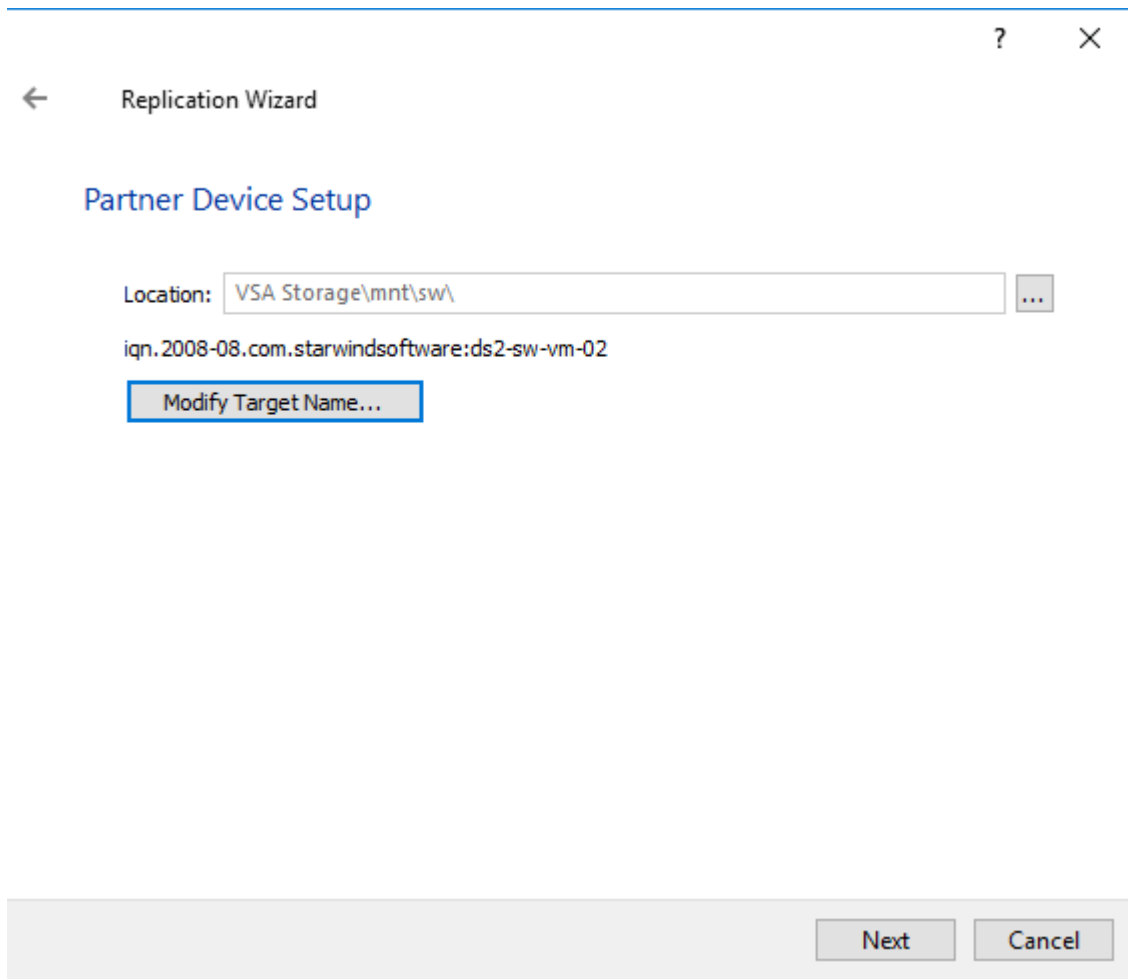 ?
Replication Wizard
Partner Device Setup
Location: VSA Storage\mnt\sw\ ...
iqn.2008-08.com.starwindsoftware:ds2-sw-vm-02
Modify Target Name...
Next Cancel